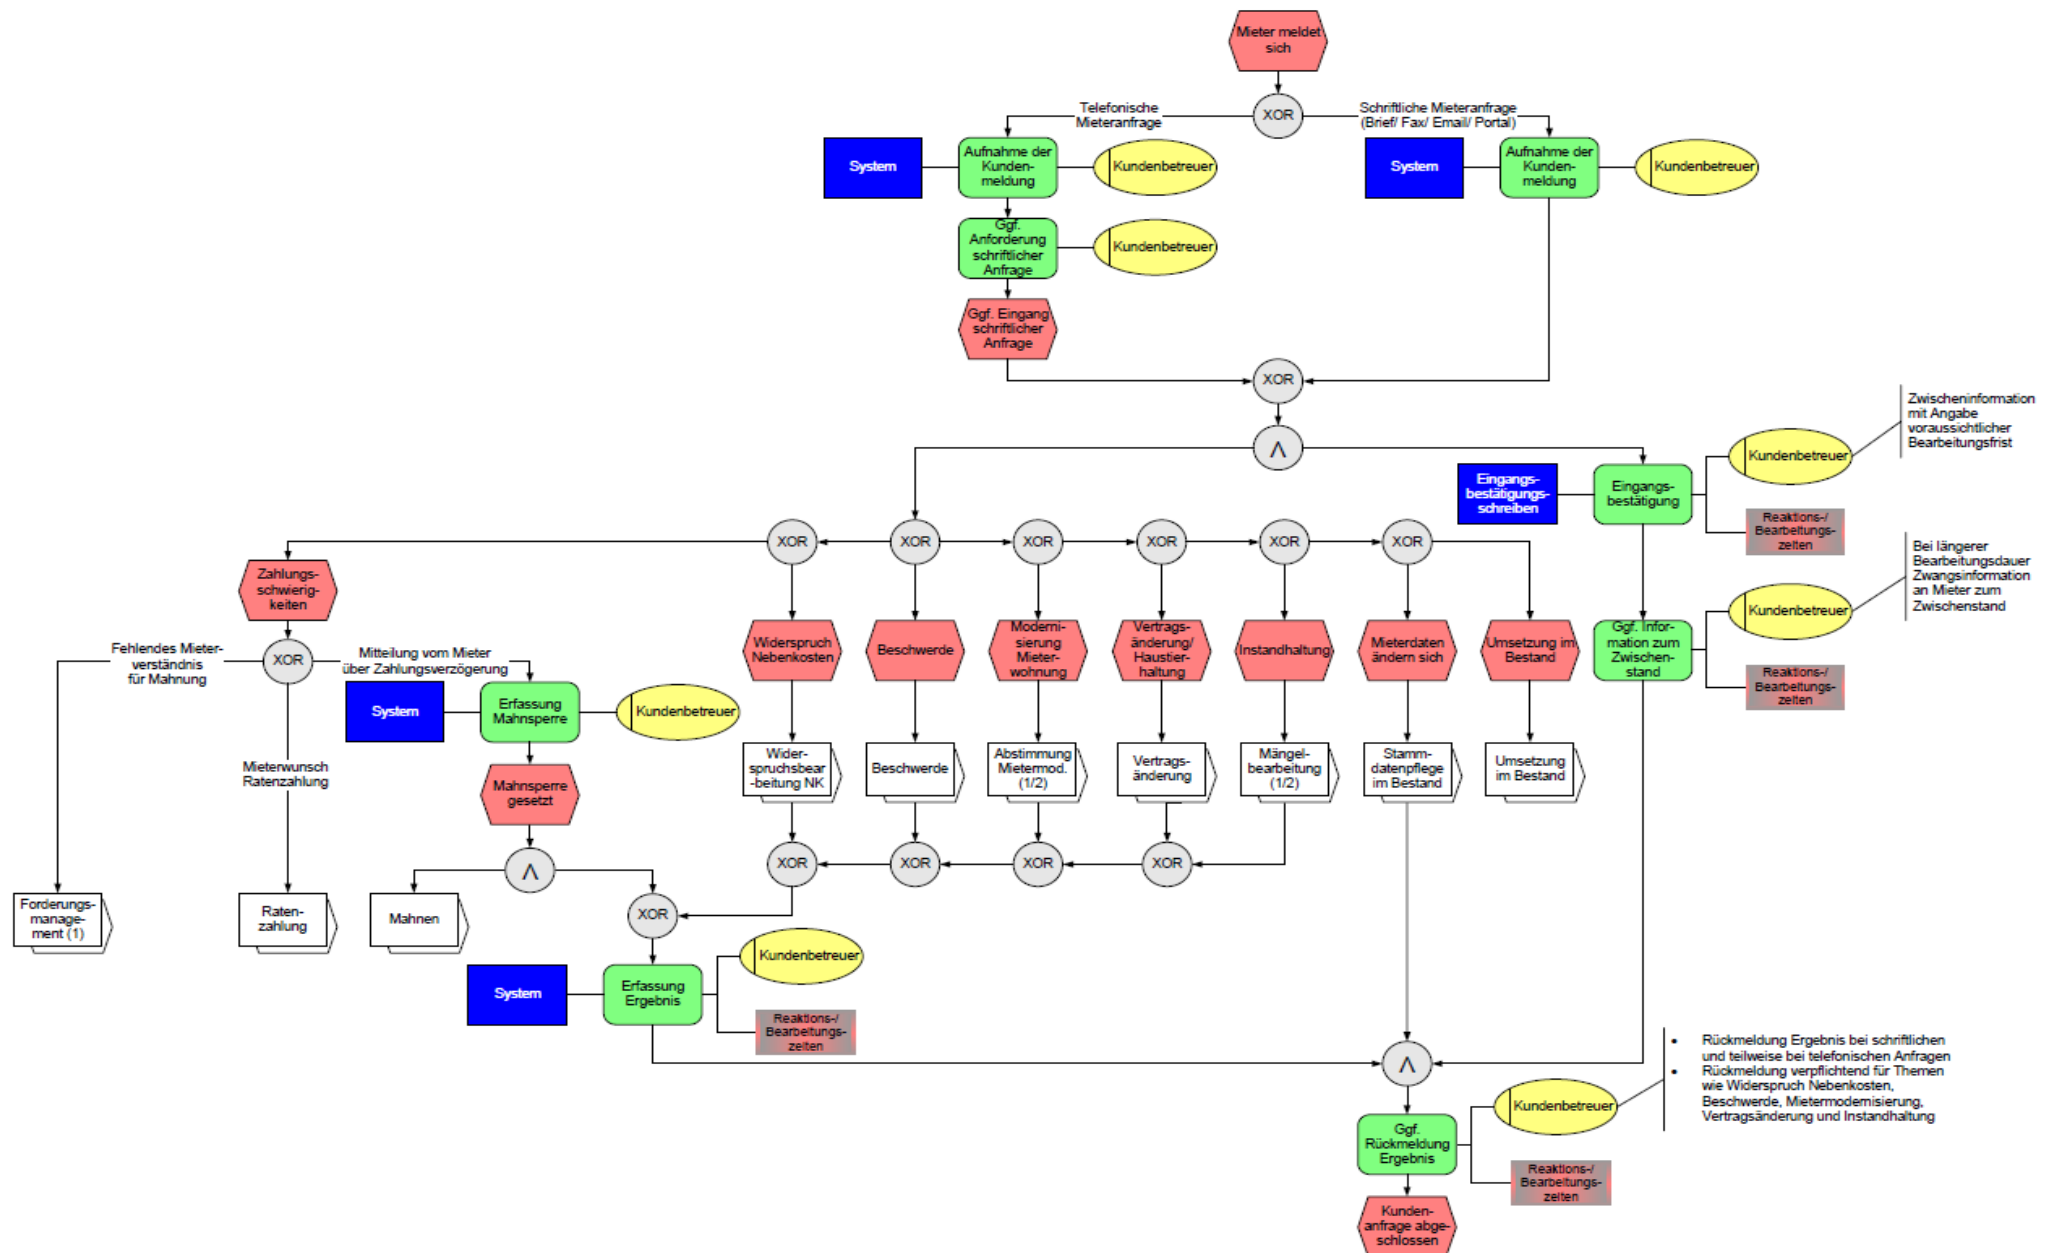 Mieter meldet
sich
XOR
Telefonische
Mieteranfrage
Schriftliche Mieteranfrage
(Brief/ Fax/ Email/ Portal)
System
Aufnahme der
Kunden-
meldung
Kundenbetreuer
System
Aufnahme der
Kunden-
meldung
Kundenbetreuer
Ggf.
Anforderung
schriftlicher
Anfrage
Kundenbetreuer
Ggf. Eingang
schriftlicher
Anfrage
XOR
Λ
Zwischeninformation
mit Angabe
voraussichtlicher
Bearbeitungsfrist
Kundenbetreuer
Eingangs-
bestätigungs-
schreiben
Eingangs-
bestätigung
Reaktions-/
Bearbeitungs-
zeiten
XOR
XOR
XOR
XOR
XOR
XOR
Bei längerer
Bearbeitungsdauer
Zwangsinformation
an Mieter zum
Zwischenstand
Zahlungs-
schwierig-
keiten
Kundenbetreuer
Widerspruch
Nebenkosten
Beschwerde
Moderni-
sierung
Mieter-
wohnung
Vertrags-
änderung/
Haustier-
haltung
Instandhaltung
Mieterdaten
ändern sich
Umsetzung im
Bestand
Ggf. Infor-
mation zum
Zwischen-
stand
Reaktions-/
Bearbeitungs-
zeiten
Fehlendes Mieter-
verständnis
für Mahnung
XOR
Mitteilung vom Mieter
über Zahlungsverzögerung
System
Erfassung
Mahnsperre
Kundenbetreuer
Mieterwunsch
Ratenzahlung
Wider-
spruchsbear
-beitung NK
Beschwerde
Abstimmung
Mietermod.
(1/2)
Vertrags-
änderung
Mängel-
bearbeitung
(1/2)
Stamm-
datenpflege
im Bestand
Umsetzung
im Bestand
Mahnsperre
gesetzt
Λ
XOR
XOR
XOR
XOR
Forderungs-
manage-
ment (1)
Raten-
zahlung
Mahnen
XOR
Kundenbetreuer
System
Erfassung
Ergebnis
Reaktions-/
Bearbeitungs-
zeiten
Λ
• Rückmeldung Ergebnis bei schriftlichen
und teilweise bei telefonischen Anfragen
• Rückmeldung verpflichtend für Themen
wie Widerspruch Nebenkosten,
Beschwerde, Mietermodernisierung,
Vertragsänderung und Instandhaltung
Kundenbetreuer
Ggf.
Rückmeldung
Ergebnis
Reaktions-/
Bearbeitungs-
zeiten
Kunden-
anfrage abge-
schlossen